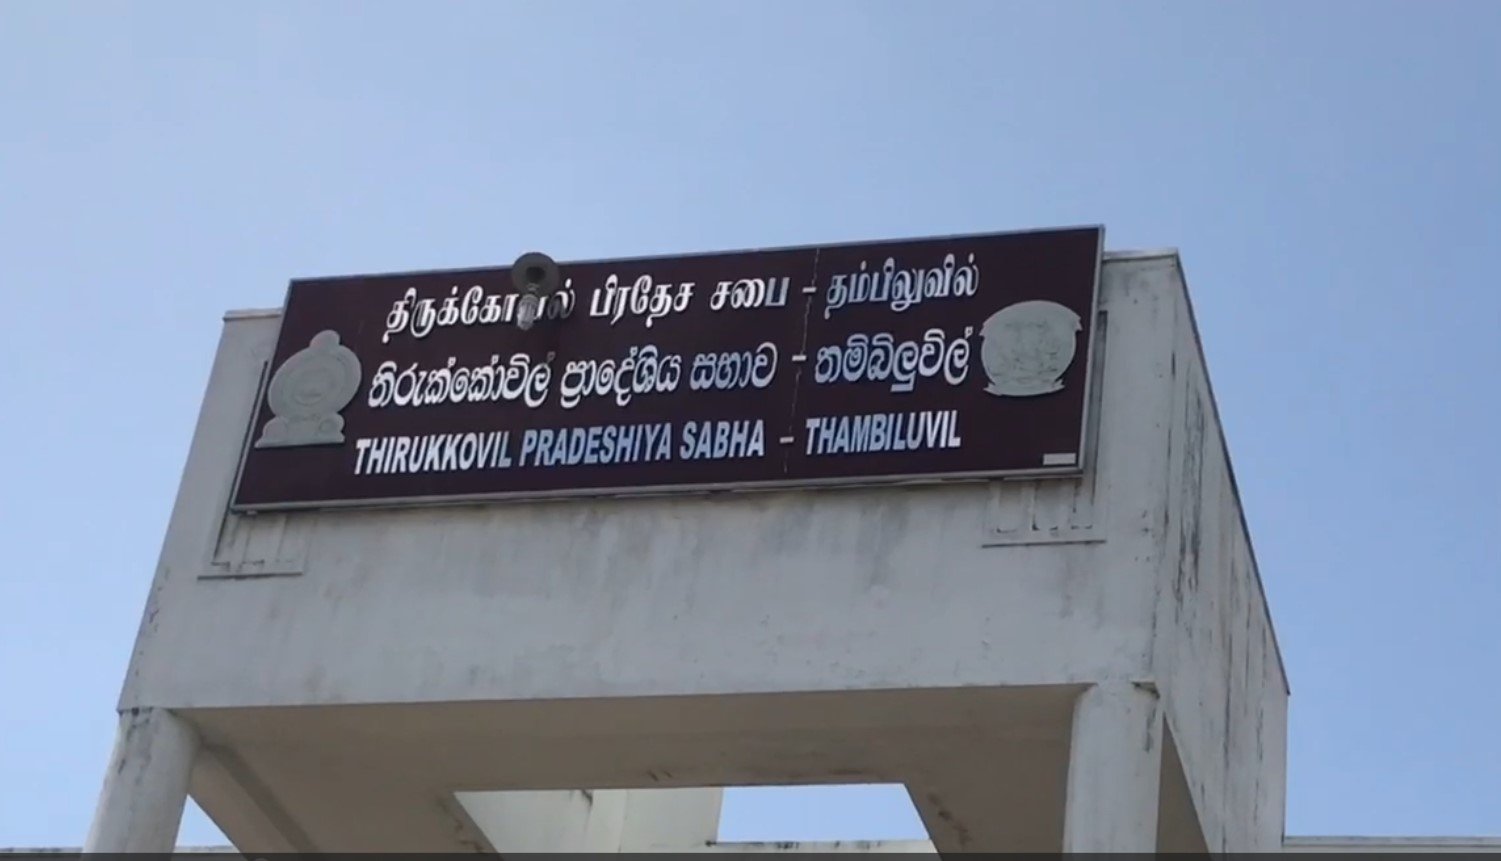 திருக்கோவில் பிரதேச சபை - தம்பிலுவில்
තිරුක්කෝවිල් ප්‍රාදේශිය සභාව - තම්බිලුවිල්
THIRUKKOVIL PRADESHIYA SABHA - THAMBILUVIL